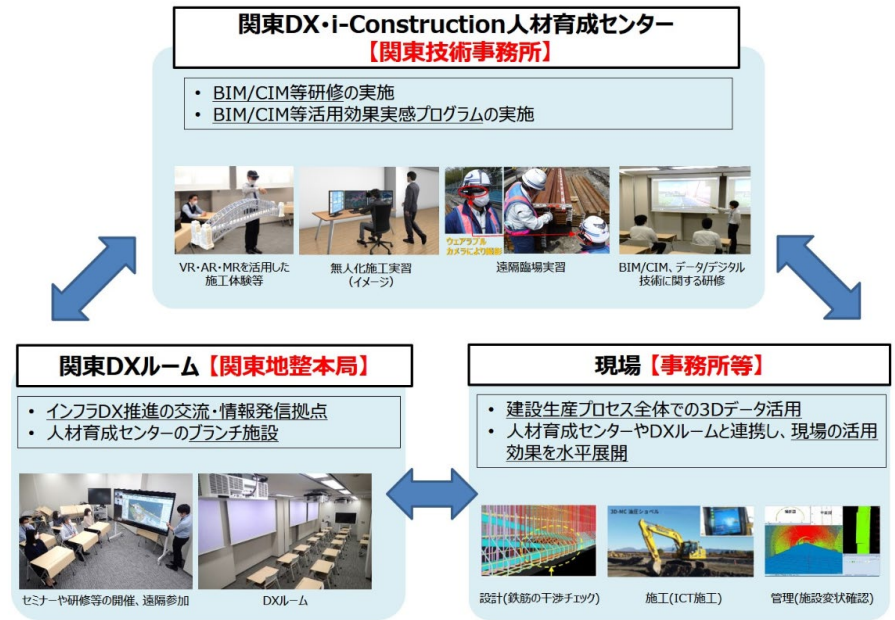 関東DX・i-Construction人材育成センター
【関東技術事務所】
• BIM/CIM等研修の実施
• BIM/CIM等活用効果実感プログラムの実施
ウェアラブル
カメラにより撮影
VR・AR・MRを活用した
施工体験等
無人化施工実習
（イメージ）
遠隔臨場実習
BIM/CIM、データ/デジタル
技術に関する研修
関東DXルーム【関東地整本局】
• インフラDX推進の交流・情報発信拠点
• 人材育成センターのブランチ施設
セミナーや研修等の開催、遠隔参加
DXルーム
現場【事務所等】
• 建設生産プロセス全体での3Dデータ活用
• 人材育成センターやDXルームと連携し、現場の活用
効果を水平展開
3D-MC 油圧ショベル
設計(鉄筋の干渉チェック)
施工(ICT施工)
管理(施設変状確認)